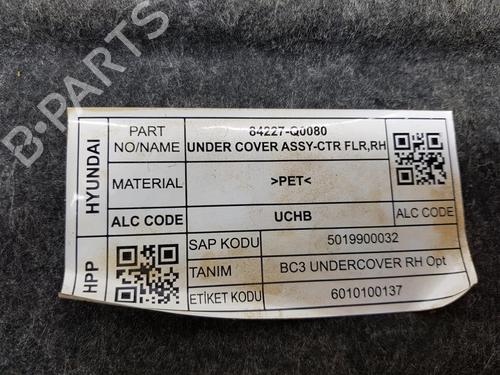 B-PARTS
HYUNDAI
HPP
PART NO/NAME
84227-Q0080
UNDER COVER ASSY-CTR FLR,RH
MATERIAL
>PET<
ALC CODE
UCHB
ALC CODE
SAP KODU
5019900032
TANIM
BC3 UNDERCOVER RH Opt
ETİKET KODU
6010100137